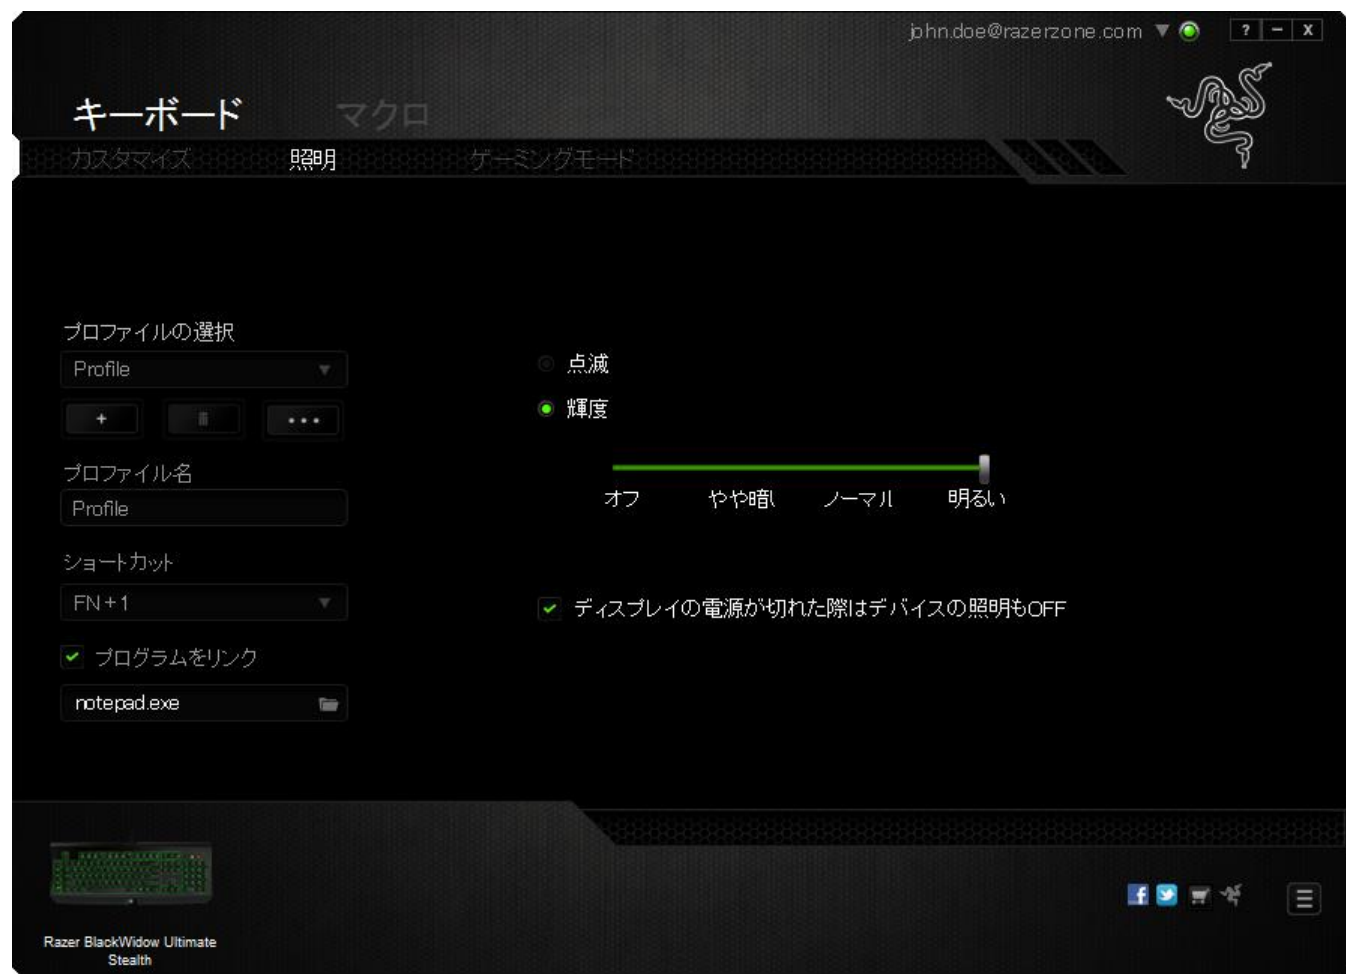 john.doe@razerzone.com
? − X
キーボード マクロ
カスタマイズ 照明 ゲーミングモード
プロファイルの選択
Profile
+
プロファイル名
Profile
ショートカット
FN + 1
プログラムをリンク
notepad.exe
点滅
輝度
オフ やや暗い ノーマル 明るい
ディスプレイの電源が切れた際はデバイスの照明もOFF
Razer BlackWidow Ultimate
Stealth